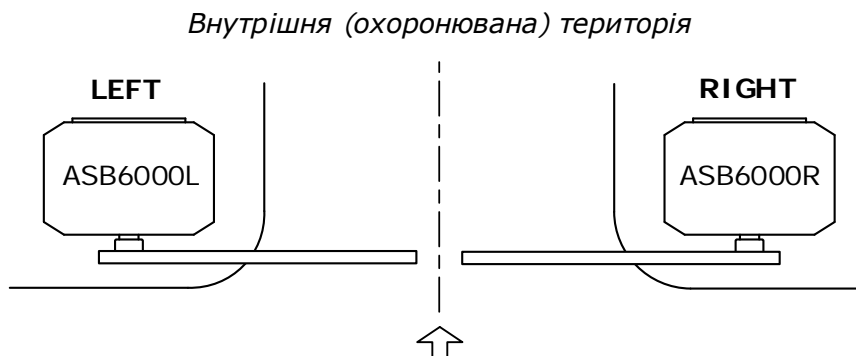 Внутрішня (охоронювана) територія
LEFT
RIGHT
ASB6000L
ASB6000R